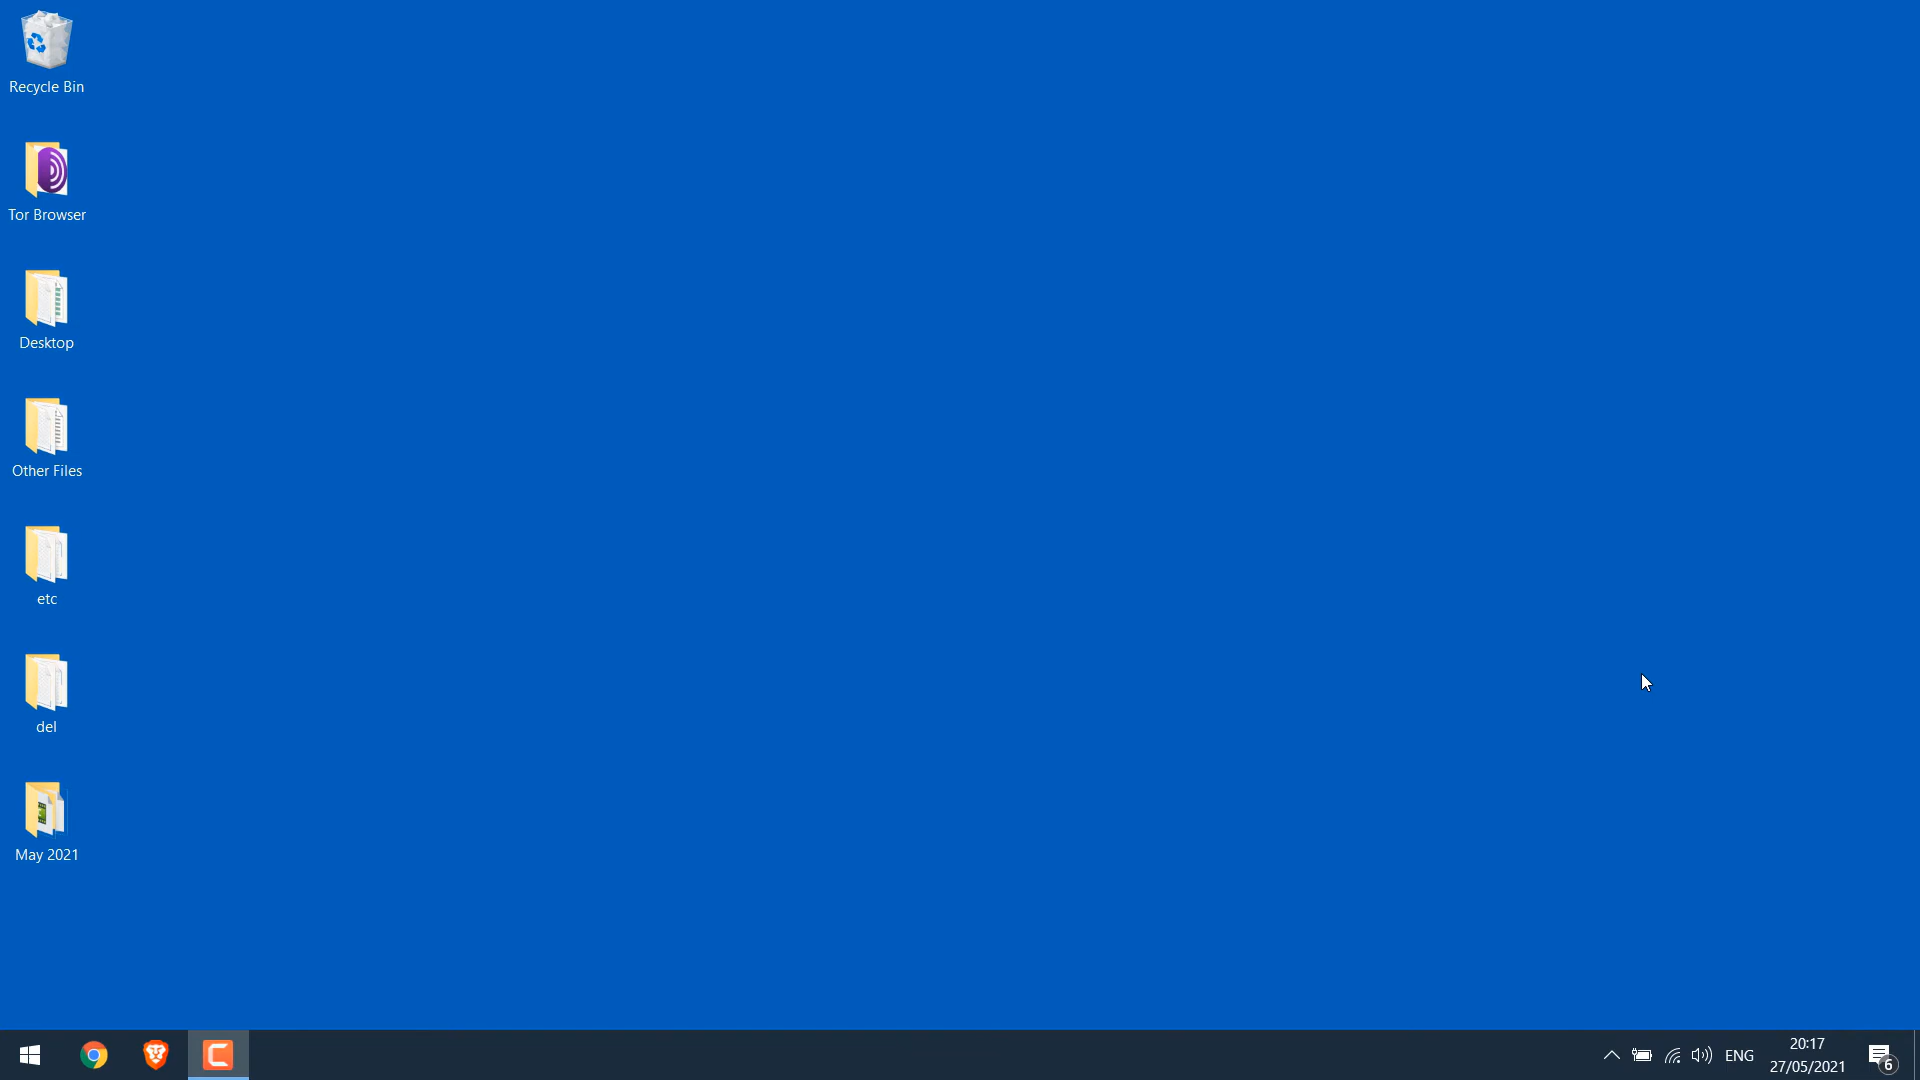 Recycle Bin
Tor Browser
Desktop
Other Files
etc
del
May 2021
ENG
20:17
27/05/2021
6